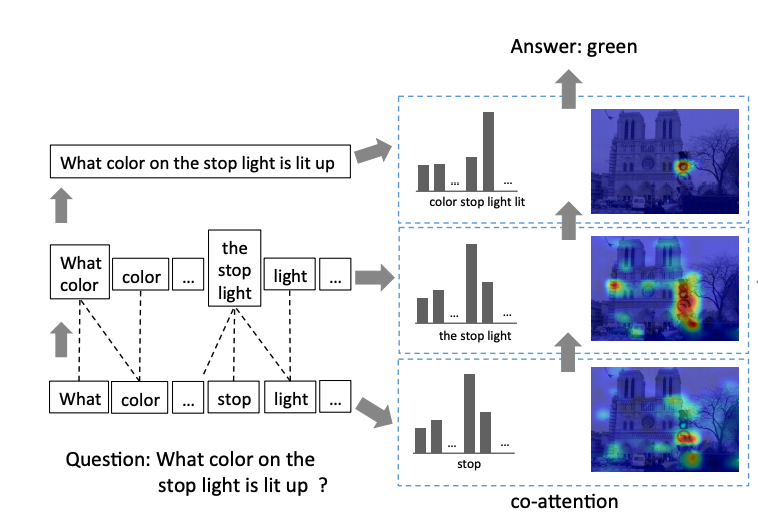 Answer: green
What color on the stop light is lit up
...
...
color stop light lit
What
color
color
...
the
stop
light
light
...
...
...
the stop light
What
color
...
stop
light
...
...
...
stop
Question: What color on the
stop light is lit up ?
co-attention